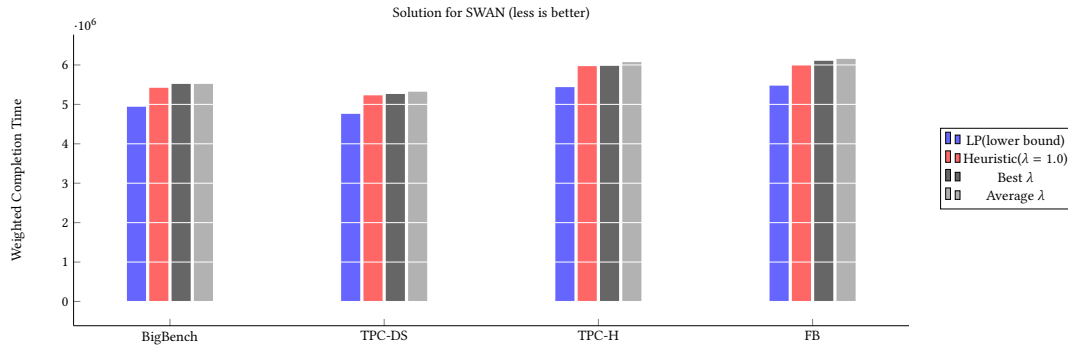 Solution for SWAN (less is better)
·10⁶
Weighted Completion Time
6
5
4
3
2
1
0
BigBench
TPC-DS
TPC-H
FB
LP(lower bound)
Heuristic(λ = 1.0)
Best λ
Average λ